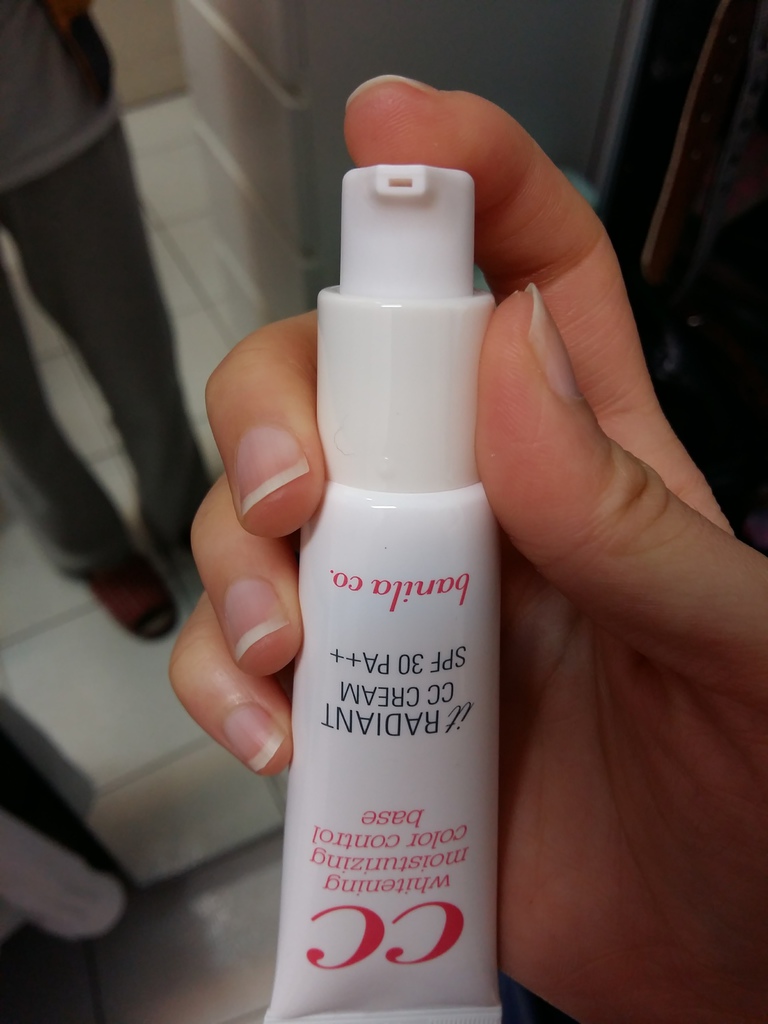 CC
whitening
moisturizing
color control
base
it RADIANT
CC CREAM
SPF 30 PA++
banila co.